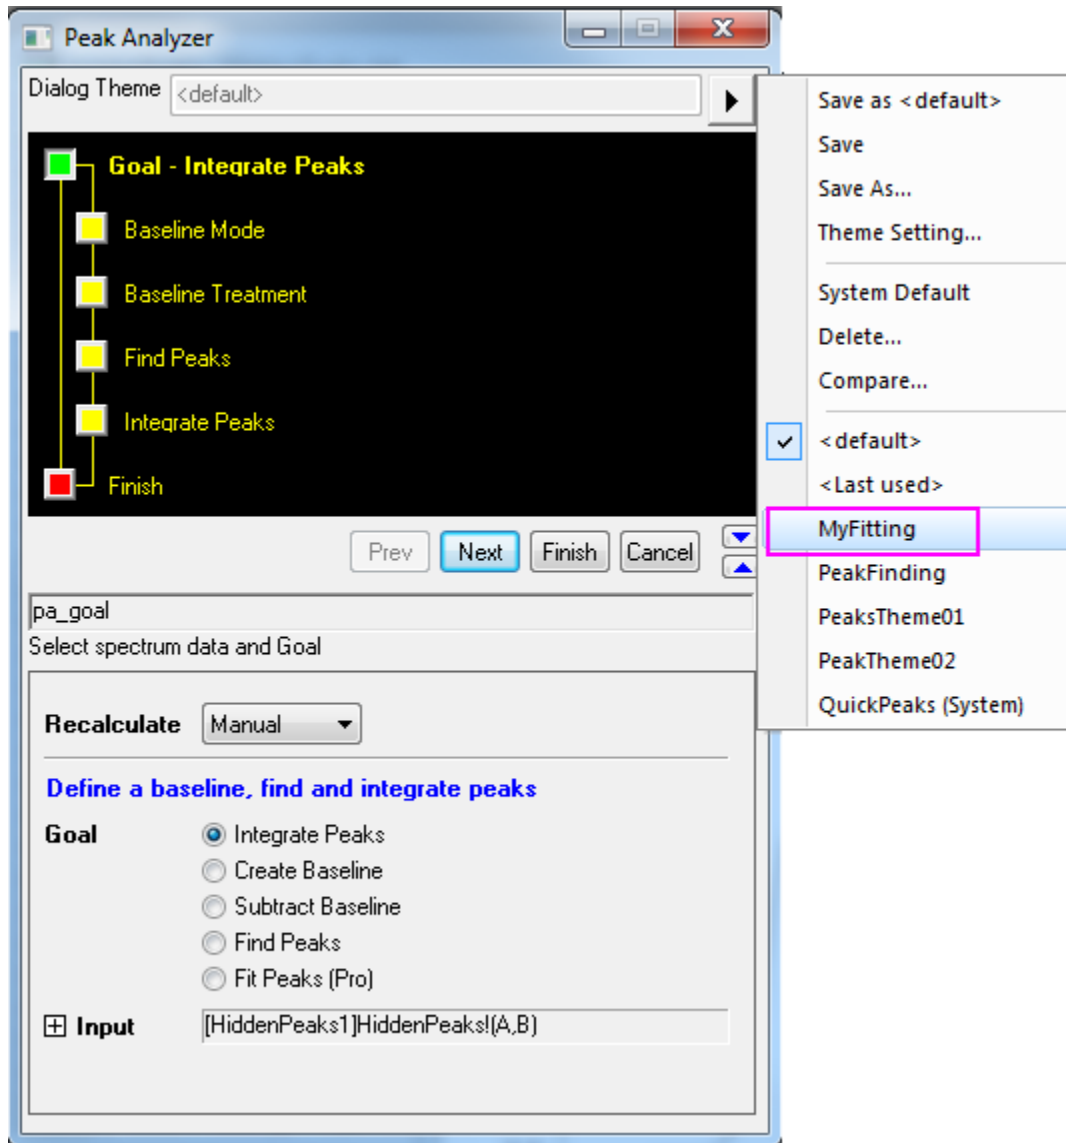 Peak Analyzer
Dialog Theme <default>
Goal - Integrate Peaks
Baseline Mode
Baseline Treatment
Find Peaks
Integrate Peaks
Finish
Prev Next Finish Cancel
pa_goal
Select spectrum data and Goal
Recalculate Manual
Define a baseline, find and integrate peaks
Goal Integrate Peaks
Create Baseline
Subtract Baseline
Find Peaks
Fit Peaks (Pro)
Input [HiddenPeaks1]HiddenPeaks!(A,B)
Save as <default>
Save
Save As...
Theme Setting...
System Default
Delete...
Compare...
<default>
<Last used>
MyFitting
PeakFinding
PeaksTheme01
PeakTheme02
QuickPeaks (System)